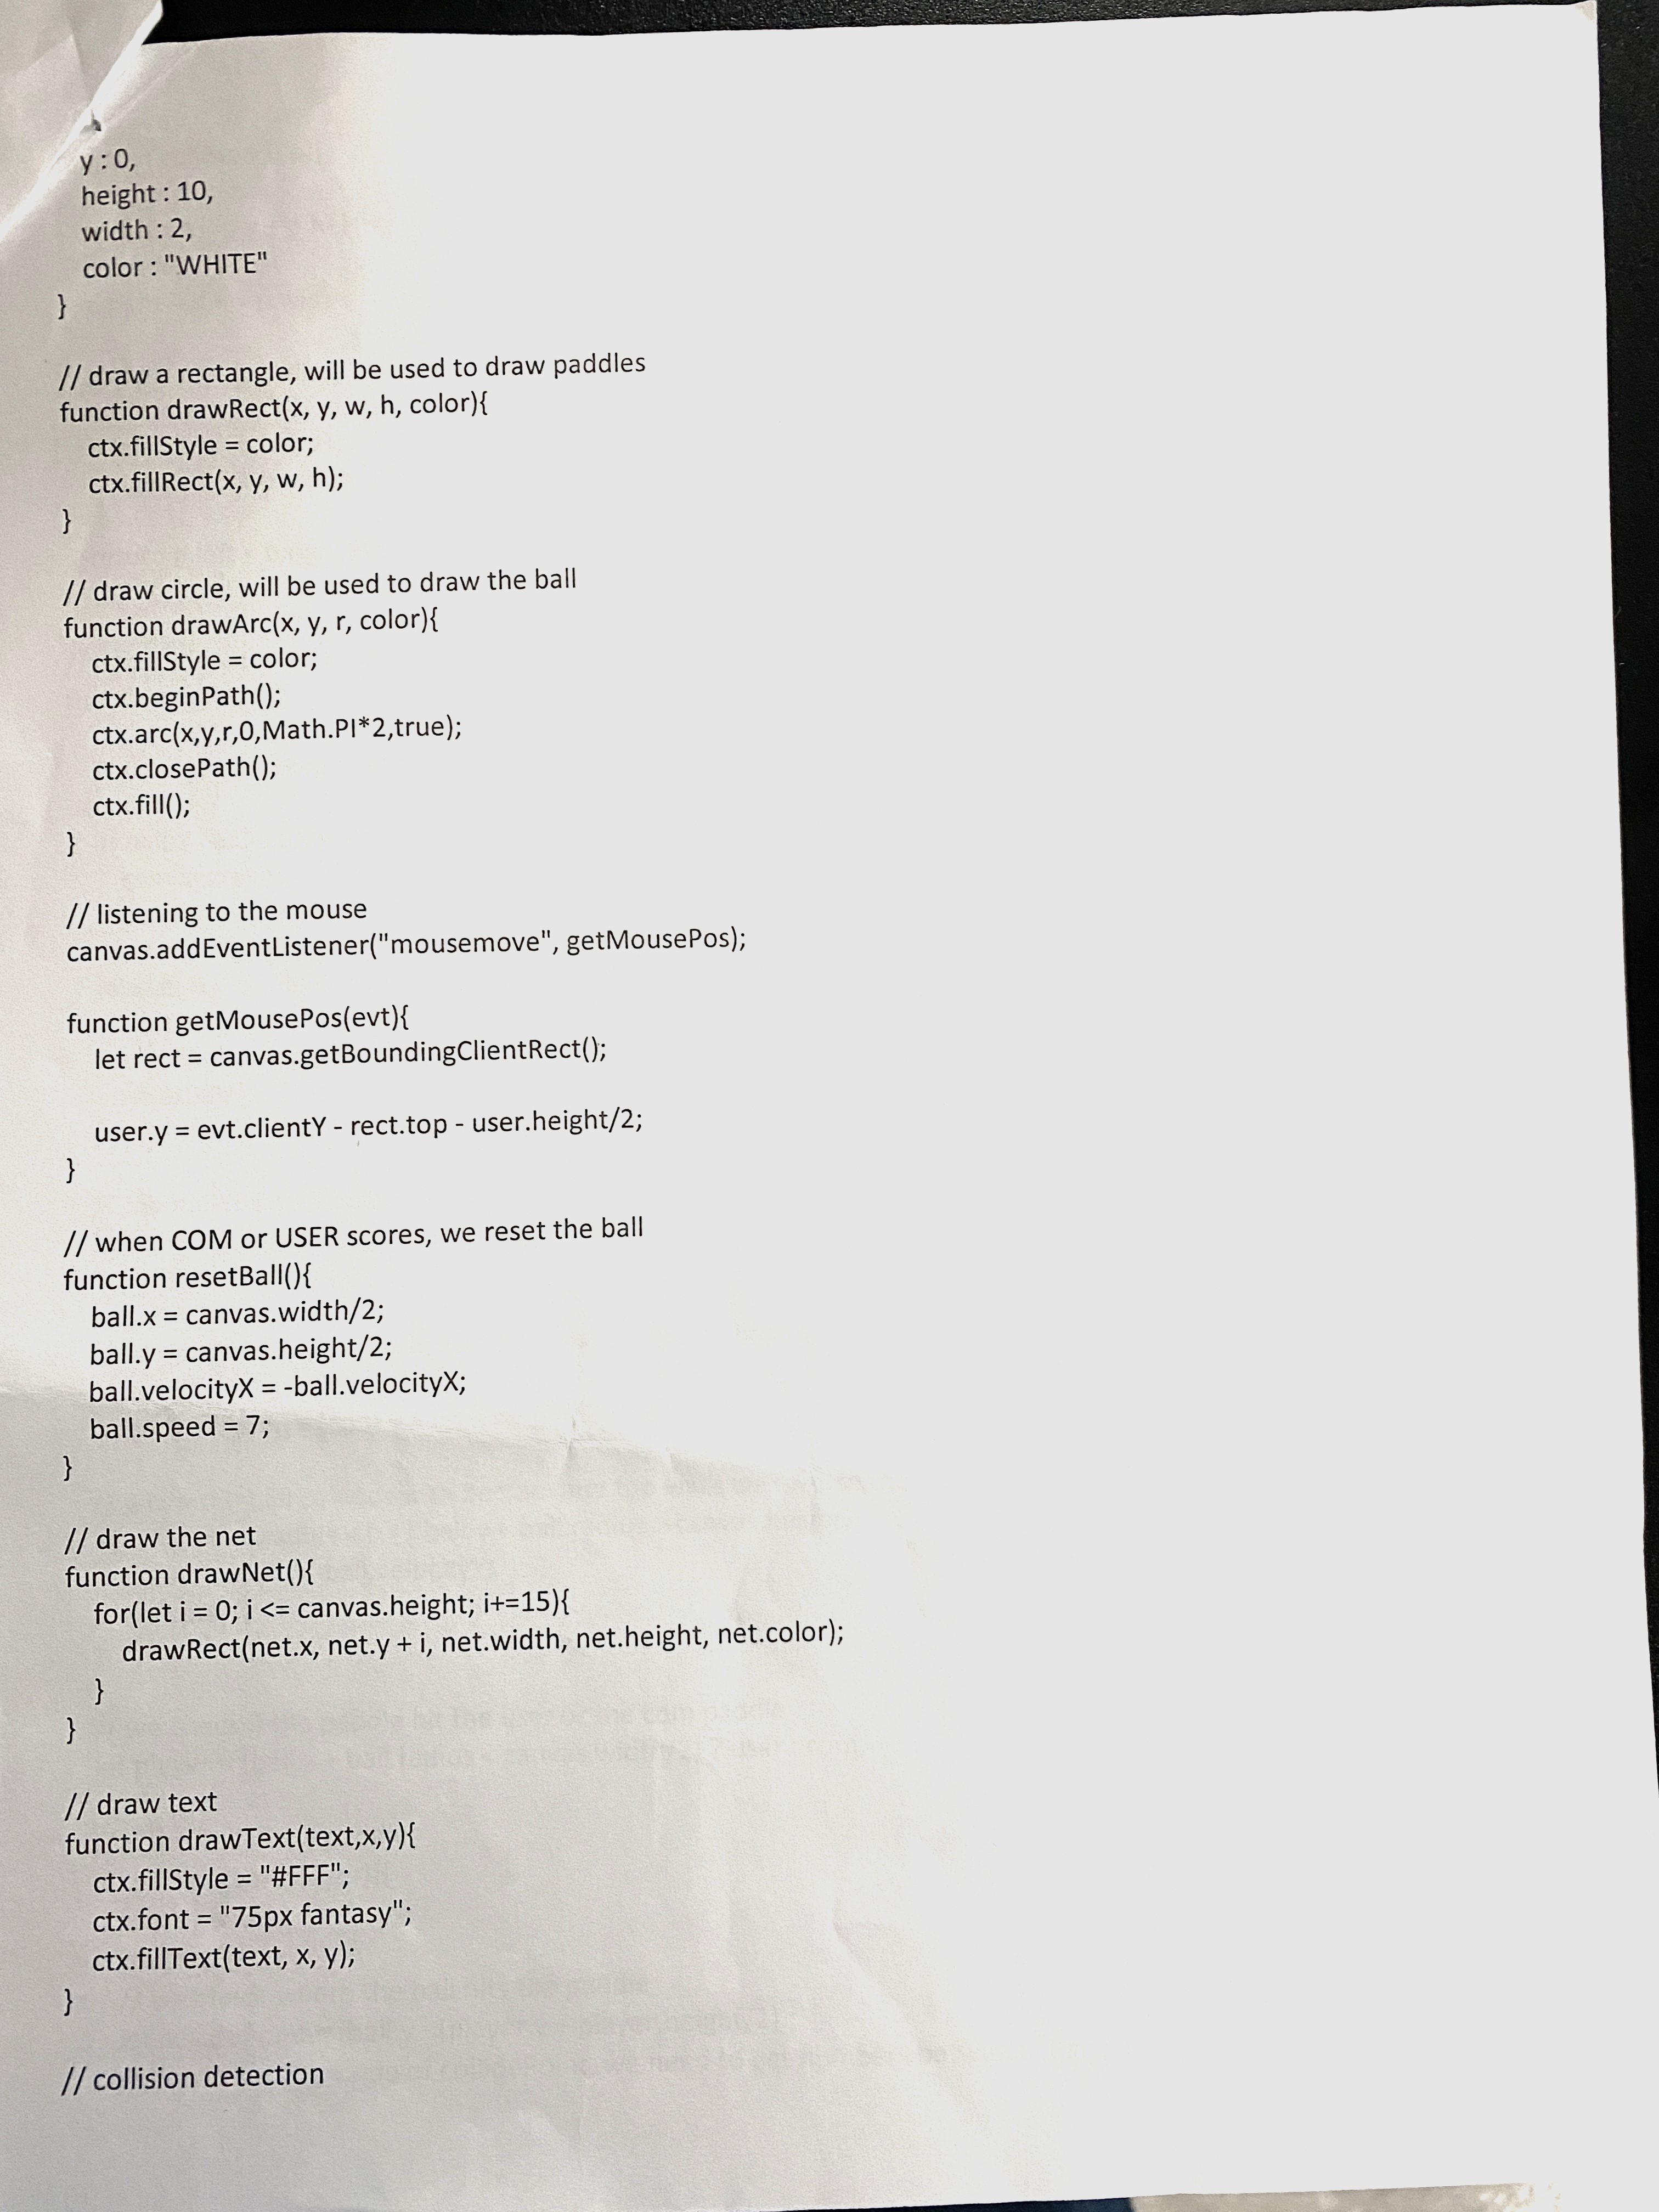 y : 0,
height : 10,
width : 2,
color : "WHITE"
}
// draw a rectangle, will be used to draw paddles
function drawRect(x, y, w, h, color){
ctx.fillStyle = color;
ctx.fillRect(x, y, w, h);
}
// draw circle, will be used to draw the ball
function drawArc(x, y, r, color){
ctx.fillStyle = color;
ctx.beginPath();
ctx.arc(x,y,r,0,Math.PI*2,true);
ctx.closePath();
ctx.fill();
}
// listening to the mouse
canvas.addEventListener("mousemove", getMousePos);
function getMousePos(evt){
let rect = canvas.getBoundingClientRect();
user.y = evt.clientY - rect.top - user.height/2;
}
// when COM or USER scores, we reset the ball
function resetBall(){
ball.x = canvas.width/2;
ball.y = canvas.height/2;
ball.velocityX = -ball.velocityX;
ball.speed = 7;
}
// draw the net
function drawNet(){
for(let i = 0; i <= canvas.height; i+=15){
drawRect(net.x, net.y + i, net.width, net.height, net.color);
}
}
// draw text
function drawText(text,x,y){
ctx.fillStyle = "#FFF";
ctx.font = "75px fantasy";
ctx.fillText(text, x, y);
}
// collision detection